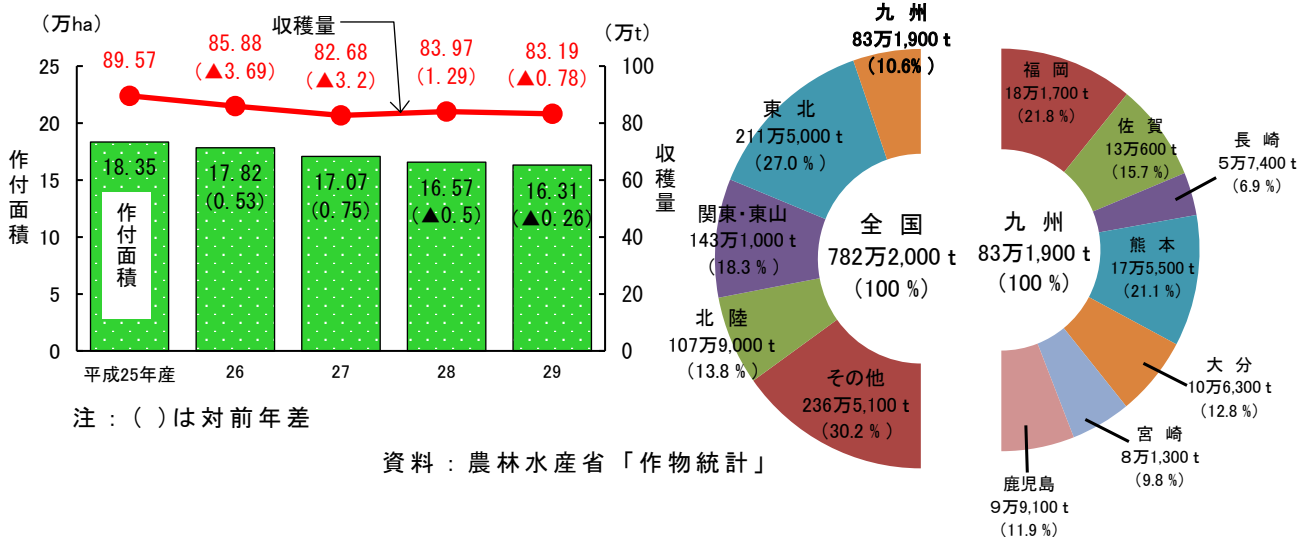 (万ha)
収穫量
(万t)
25
20
15
10
5
0
作付面積
89.57
85.88
(▲3.69)
82.68
(▲3.2)
83.97
(1.29)
83.19
(▲0.78)
18.35
17.82
(0.53)
17.07
(0.75)
16.57
(▲0.5)
16.31
(▲0.26)
作付面積
100
80
60
40
20
0
収穫量
平成25年産
26
27
28
29
注:( )は対前年差
資料:農林水産省「作物統計」
九 州
83万1,900 t
(10.6%)
東 北
211万5,000 t
(27.0 %)
関東・東山
143万1,000 t
(18.3 %)
北 陸
107万9,000 t
(13.8 %)
その他
236万5,100 t
(30.2 %)
全 国
782万2,000 t
(100 %)
九 州
83万1,900 t
(100 %)
福 岡
18万1,700 t
(21.8 %)
佐 賀
13万600 t
(15.7 %)
長 崎
5万7,400 t
(6.9 %)
熊 本
17万5,500 t
(21.1 %)
大 分
10万6,300 t
(12.8 %)
宮 崎
8万1,300 t
(9.8 %)
鹿児島
9万9,100 t
(11.9 %)